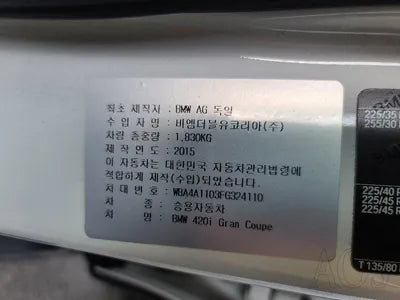 최초 제작자 : BMW AG 독일
수 입 자 : 비엠더블유코리아(주)
차량 총중량 : 1,830KG
제 작 연 도 : 2015
이 자동차는 대한민국 자동차관리법령에
적합하게 제작(수입)되었습니다
차 대 번 호 : WBA4A1103FG324110
차 종 : 승용자동차
차 명 : BMW 420i Gran Coupe
225/35 R
255/30
225/40 R
225/45 R
225/45 R
T 135/80